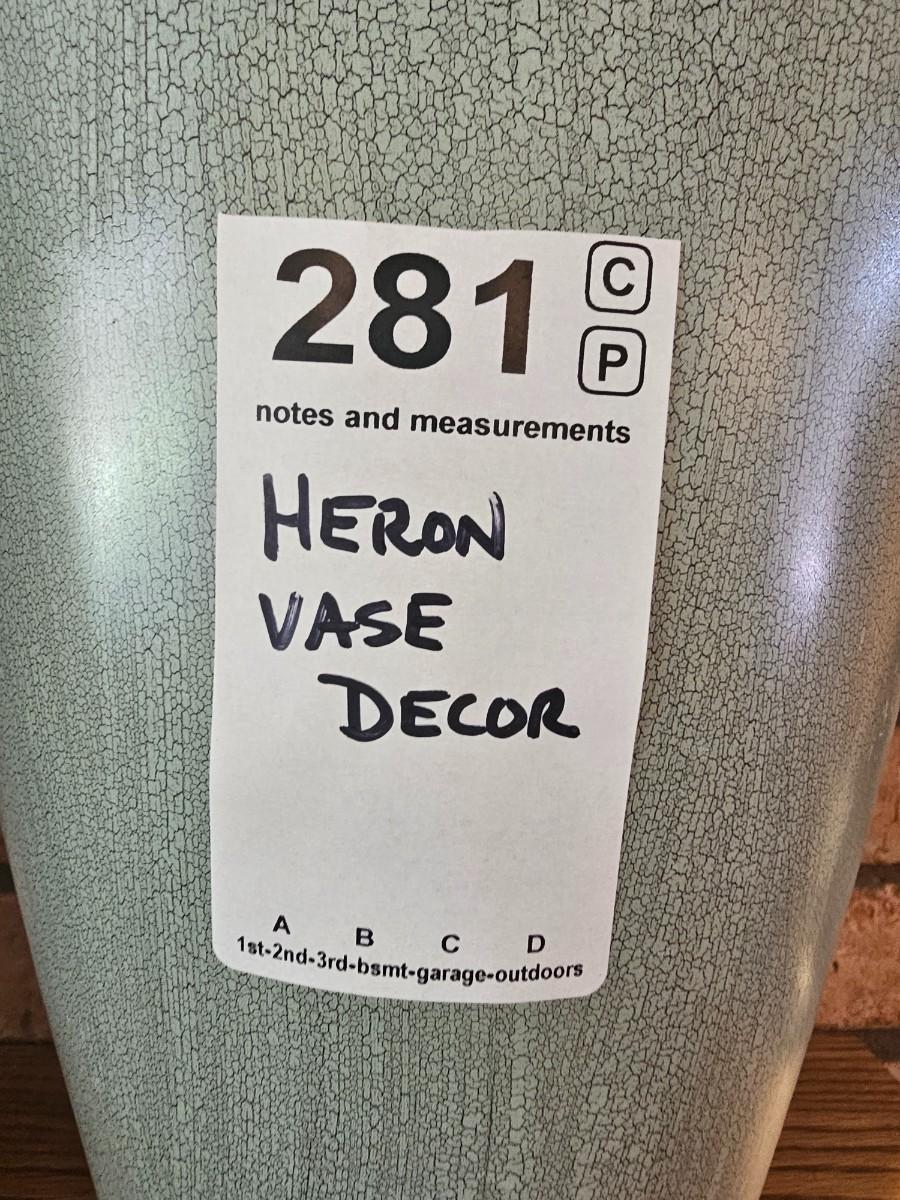 281 C
P
notes and measurements
HERON
VASE
DECOR
A B C D
1st-2nd-3rd-bsmt-garage-outdoors